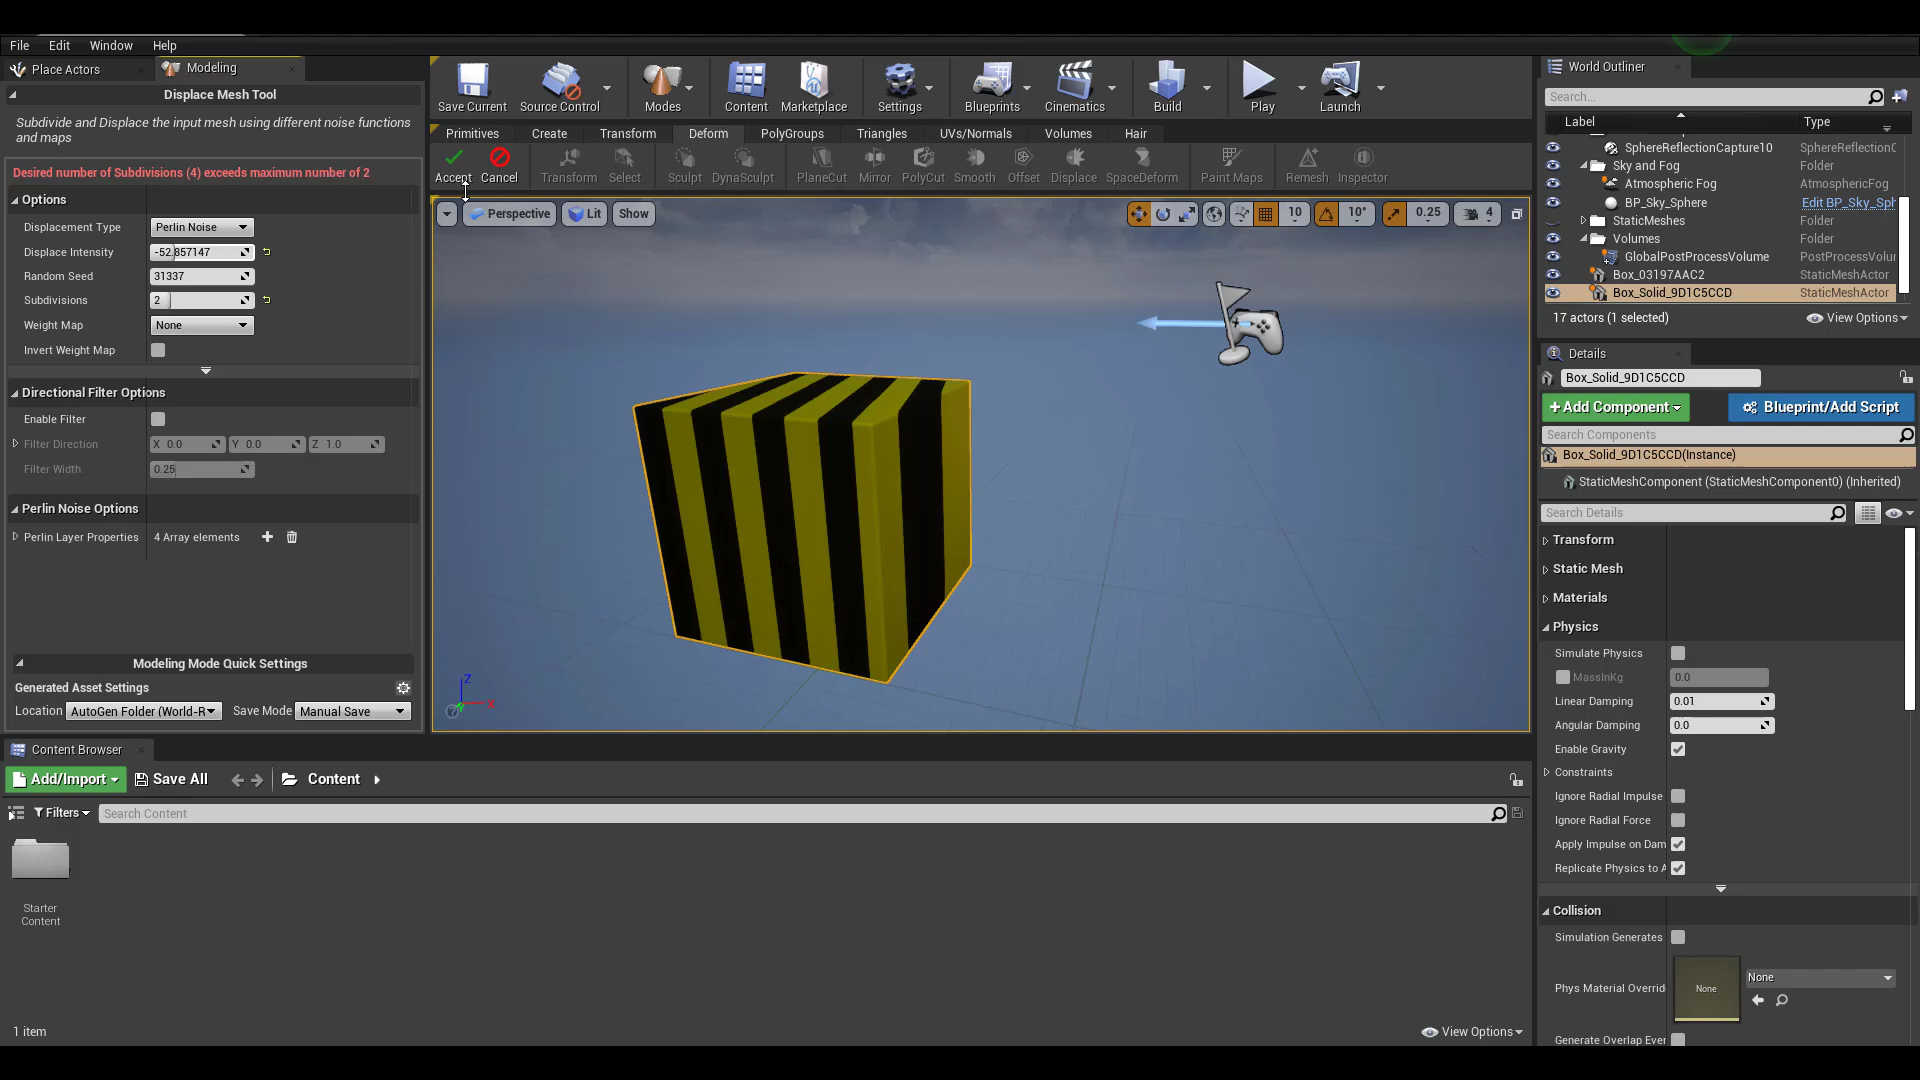 File Edit Window Help
Place Actors Modeling
Displace Mesh Tool
Subdivide and Displace the input mesh using different noise functions
and maps
Desired number of Subdivisions (4) exceeds maximum number of 2
Options
Displacement Type Perlin Noise
Displace Intensity -52.857147
Random Seed 31337
Subdivisions 2
Weight Map None
Invert Weight Map
Directional Filter Options
Enable Filter
Filter Direction X 0.0 Y 0.0 Z 1.0
Filter Width 0.25
Perlin Noise Options
Perlin Layer Properties 4 Array elements
Modeling Mode Quick Settings
Generated Asset Settings
Location AutoGen Folder (World-R Save Mode Manual Save
Save Current Source Control Modes Content Marketplace Settings Blueprints Cinematics Build Play Launch
Primitives Create Transform Deform PolyGroups Triangles UVs/Normals Volumes Hair
Accept Cancel Transform Select Sculpt DynaSculpt PlaneCut Mirror PolyCut Smooth Offset Displace SpaceDeform Paint Maps Remesh Inspector
Perspective Lit Show 10 10° 0.25 4
Z
X
Y
World Outliner
Search...
Label Type
SphereReflectionCapture10 SphereReflectionC
Sky and Fog Folder
Atmospheric Fog AtmosphericFog
BP_Sky_Sphere Edit BP_Sky_Sph
StaticMeshes Folder
Volumes Folder
GlobalPostProcessVolume PostProcessVolur
Box_03197AAC2 StaticMeshActor
Box_Solid_9D1C5CCD StaticMeshActor
17 actors (1 selected) View Options
Details
Box_Solid_9D1C5CCD
+ Add Component Blueprint/Add Script
Search Components
Box_Solid_9D1C5CCD(Instance)
StaticMeshComponent (StaticMeshComponent0) (Inherited)
Search Details
Transform
Static Mesh
Materials
Physics
Simulate Physics
MassInKg 0.0
Linear Damping 0.01
Angular Damping 0.0
Enable Gravity
Constraints
Ignore Radial Impulse
Ignore Radial Force
Apply Impulse on Dam
Replicate Physics to A
Collision
Simulation Generates
Phys Material Override None None
Generate Overlap Ever
Content Browser
Add/Import Save All Content
Filters Search Content
Starter
Content
1 item View Options